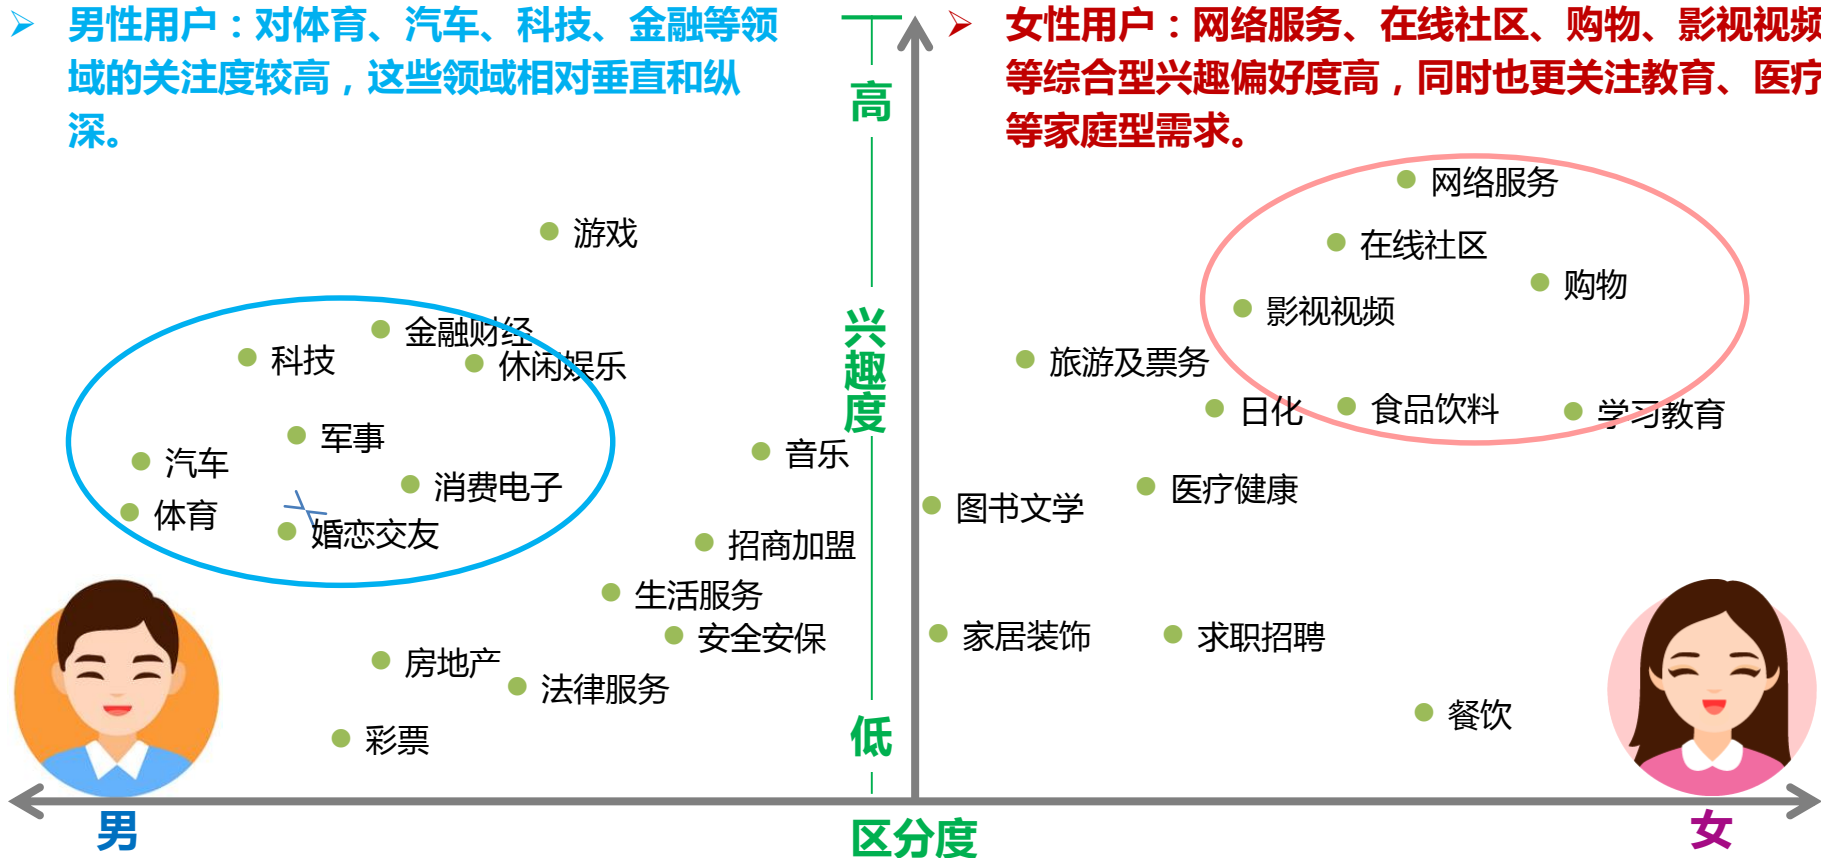 男性用户：对体育、汽车、科技、金融等领
域的关注度较高，这些领域相对垂直和纵
深。
女性用户：网络服务、在线社区、购物、影视视频
等综合型兴趣偏好度高，同时也更关注教育、医疗
等家庭型需求。
高
兴趣度
低
网络服务
游戏
在线社区
购物
影视视频
金融财经
科技
休闲娱乐
旅游及票务
日化
食品饮料
学习教育
军事
音乐
汽车
消费电子
医疗健康
体育
图书文学
婚恋交友
招商加盟
生活服务
安全安保
家居装饰
求职招聘
房地产
法律服务
餐饮
彩票
男
区分度
女